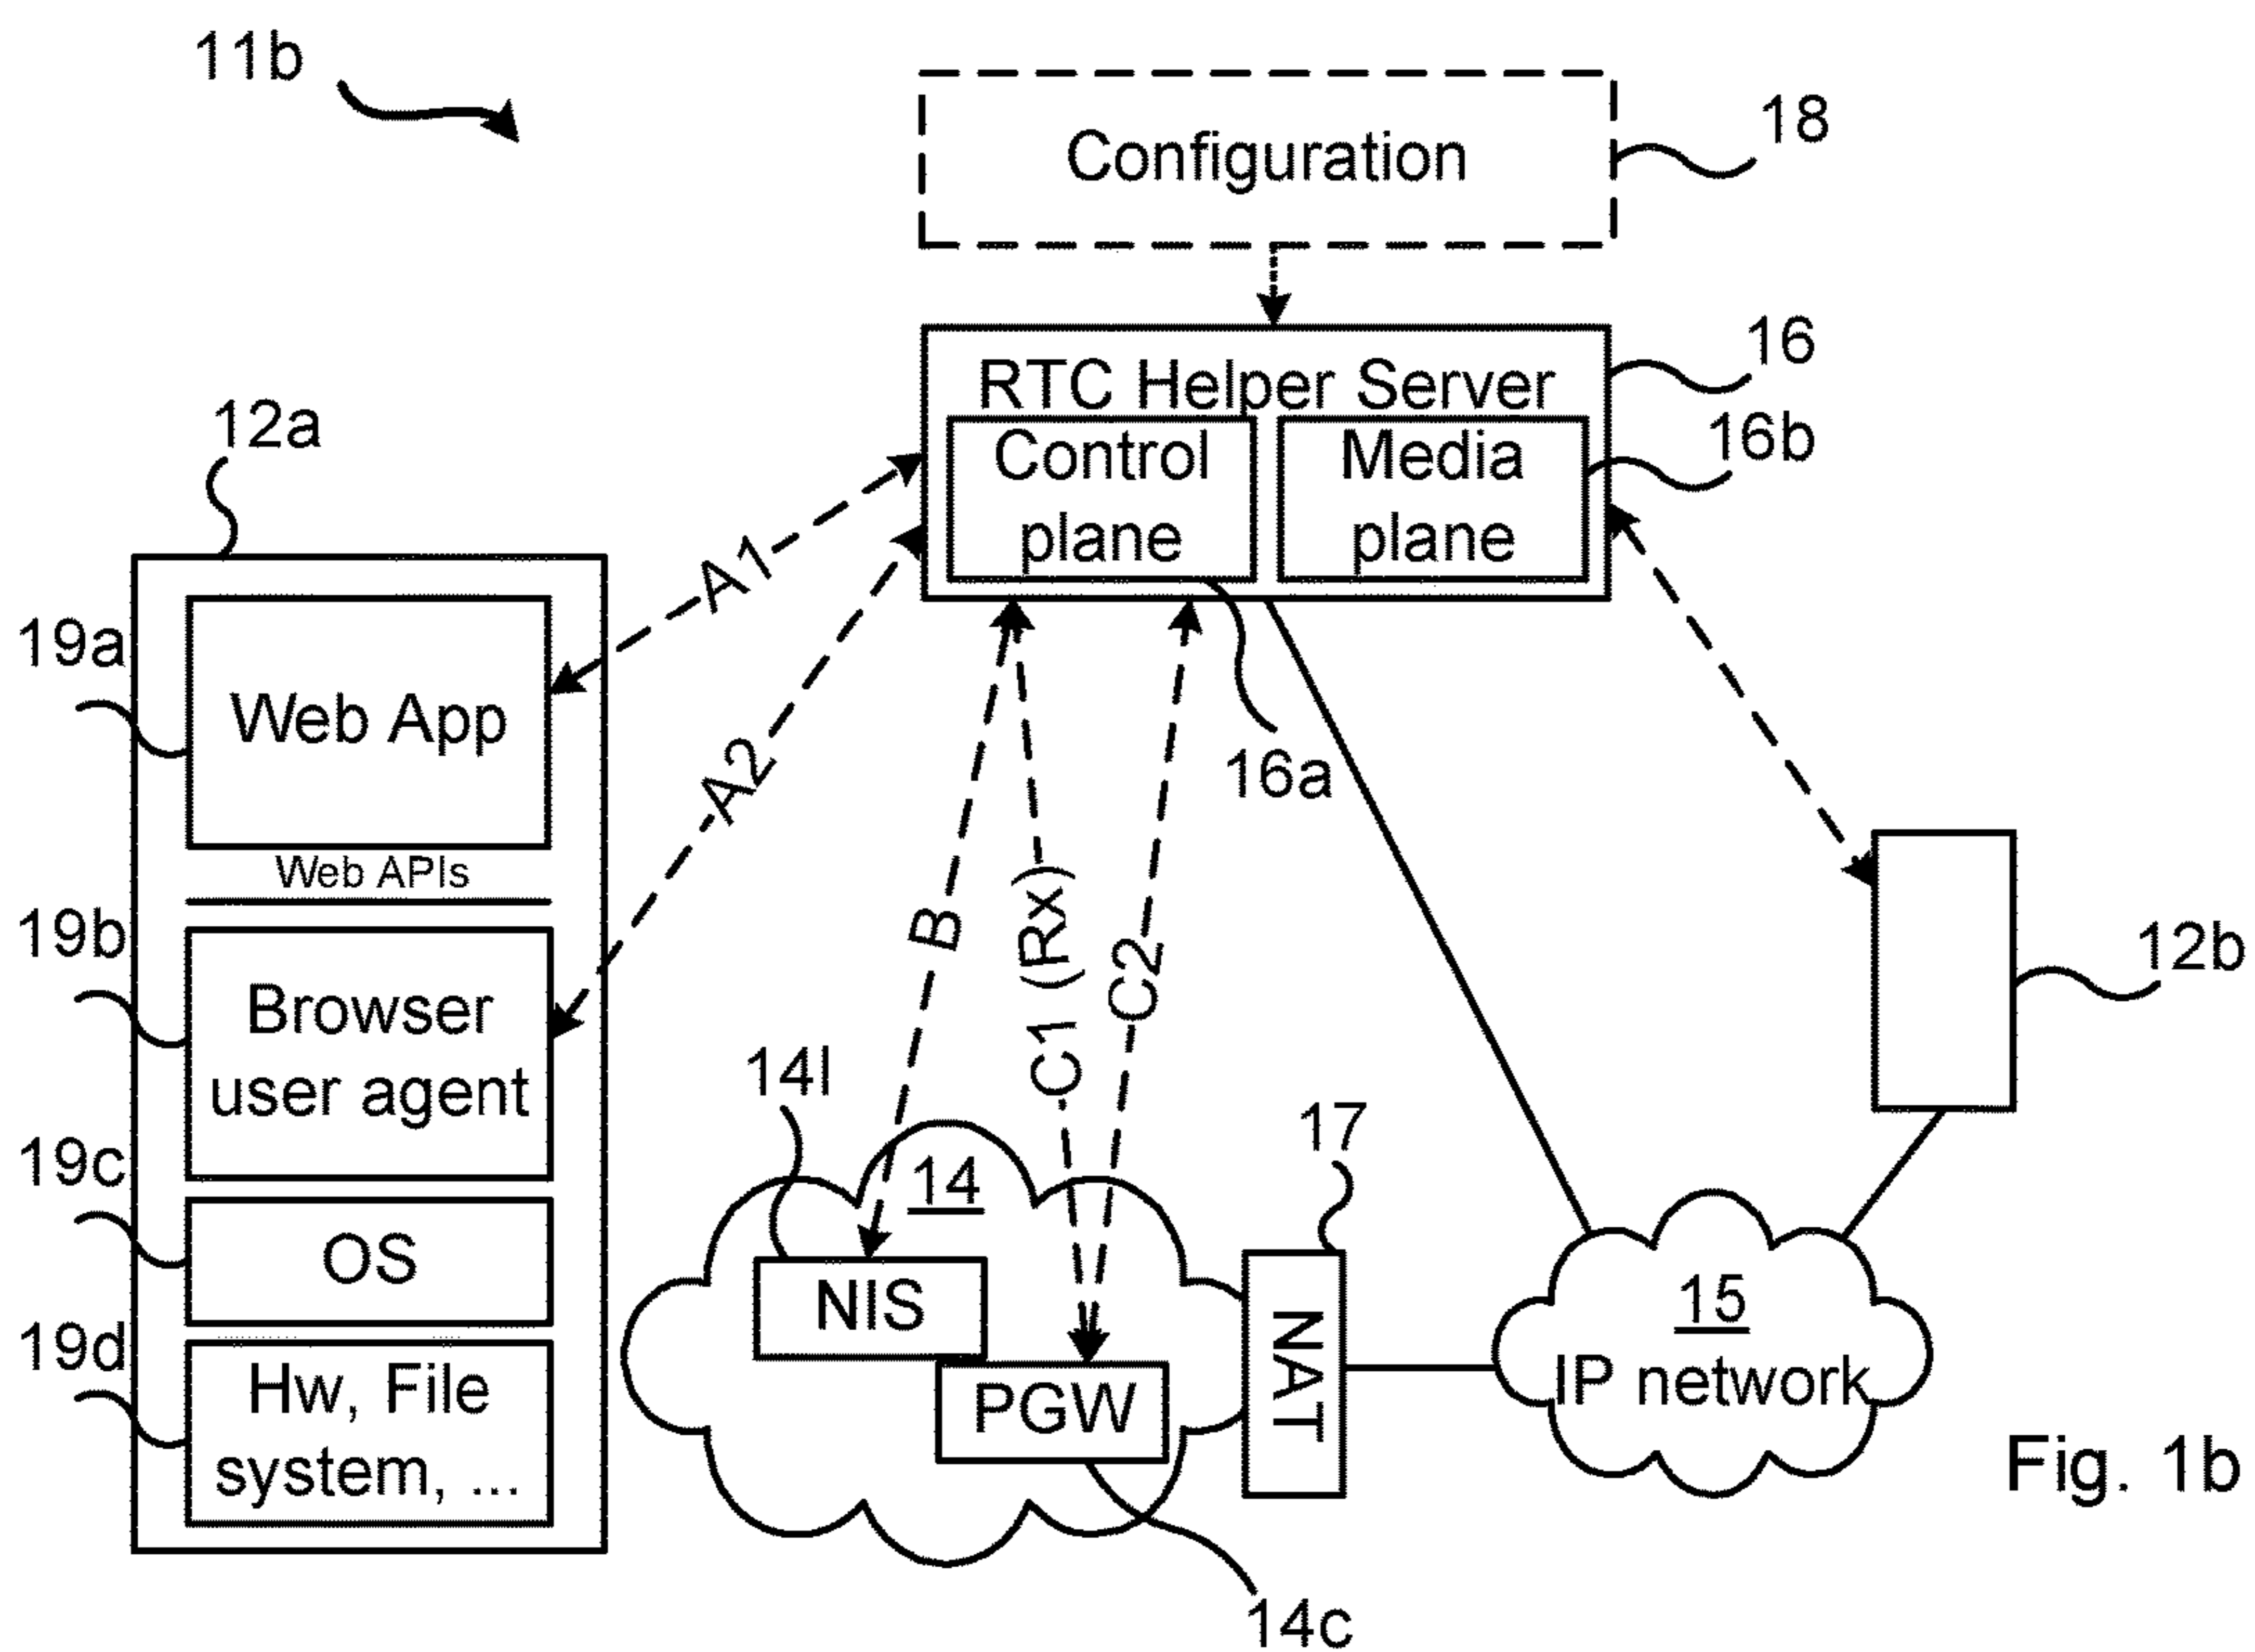 11b
Configuration
18
RTC Helper Server
16
Control
plane
Media
plane
16b
16a
12a
19a
Web App
Web APIs
19b
Browser
user agent
19c
OS
19d
Hw, File
system, ...
A1
A2
B
C1 (Rx)
C2
14l
14
NIS
PGW
14c
17
NAT
15
IP network
12b
Fig. 1b